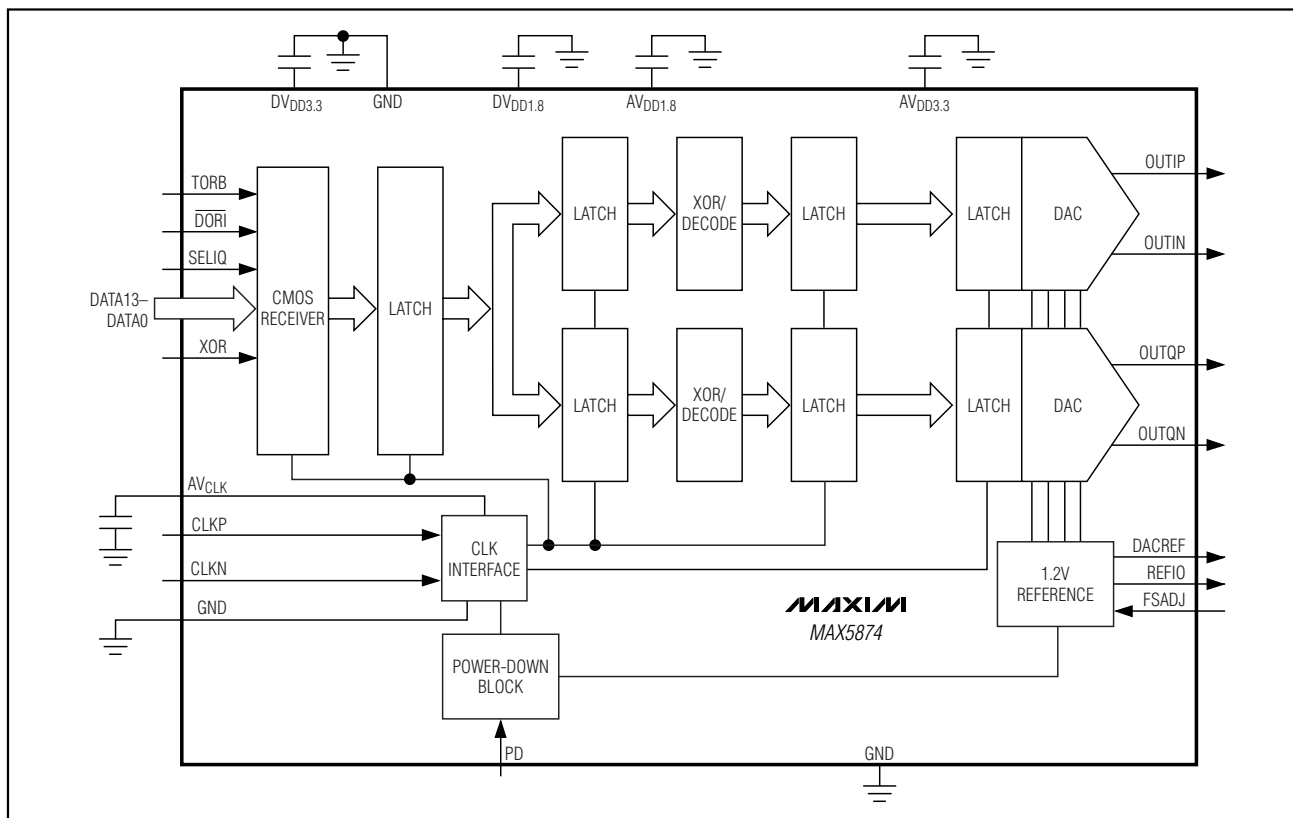 DVDD3.3
GND
DVDD1.8
AVDD1.8
AVDD3.3
TORB
DORI
SELIQ
DATA13–
DATA0
XOR
CMOS
RECEIVER
LATCH
LATCH
XOR/
DECODE
LATCH
LATCH
DAC
OUTIP
OUTIN
LATCH
XOR/
DECODE
LATCH
LATCH
DAC
OUTQP
OUTQN
AVCLK
CLKP
CLKN
GND
CLK
INTERFACE
1.2V
REFERENCE
DACREF
REFIO
FSADJ
MAXIM
MAX5874
POWER-DOWN
BLOCK
PD
GND